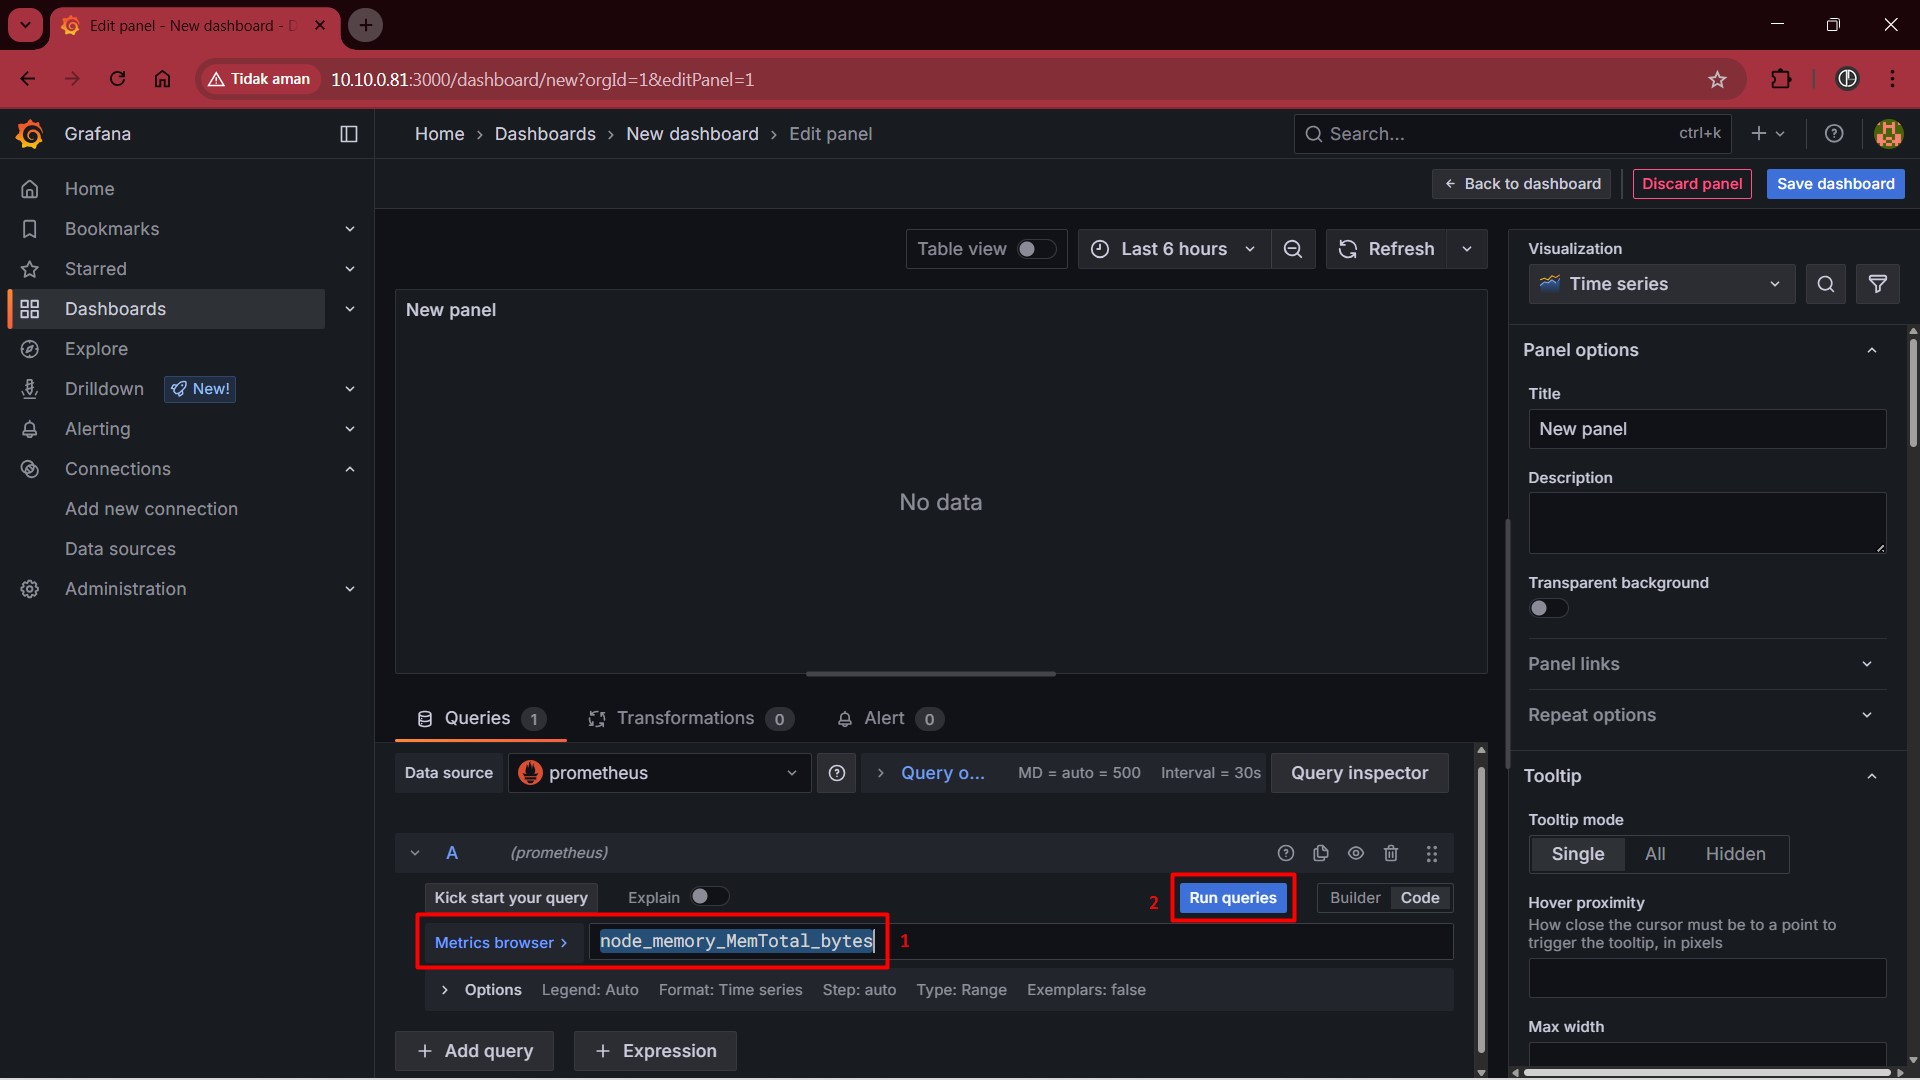 Edit panel - New dashboard - D
Tidak aman
10.10.0.81:3000/dashboard/new?orgId=1&editPanel=1
Grafana
Home › Dashboards › New dashboard › Edit panel
Search...
ctrl+k
Back to dashboard
Discard panel
Save dashboard
Home
Bookmarks
Starred
Dashboards
Explore
Drilldown
New!
Alerting
Connections
Add new connection
Data sources
Administration
Table view
Last 6 hours
Refresh
New panel
No data
Queries 1
Transformations 0
Alert 0
Data source
prometheus
Query o...
MD = auto = 500
Interval = 30s
Query inspector
A
(prometheus)
Kick start your query
Explain
2
Run queries
Builder
Code
Metrics browser >
node_memory_MemTotal_bytes
1
Options
Legend: Auto
Format: Time series
Step: auto
Type: Range
Exemplars: false
+ Add query
+ Expression
Visualization
Time series
Panel options
Title
New panel
Description
Transparent background
Panel links
Repeat options
Tooltip
Tooltip mode
Single
All
Hidden
Hover proximity
How close the cursor must be to a point to
trigger the tooltip, in pixels
Max width